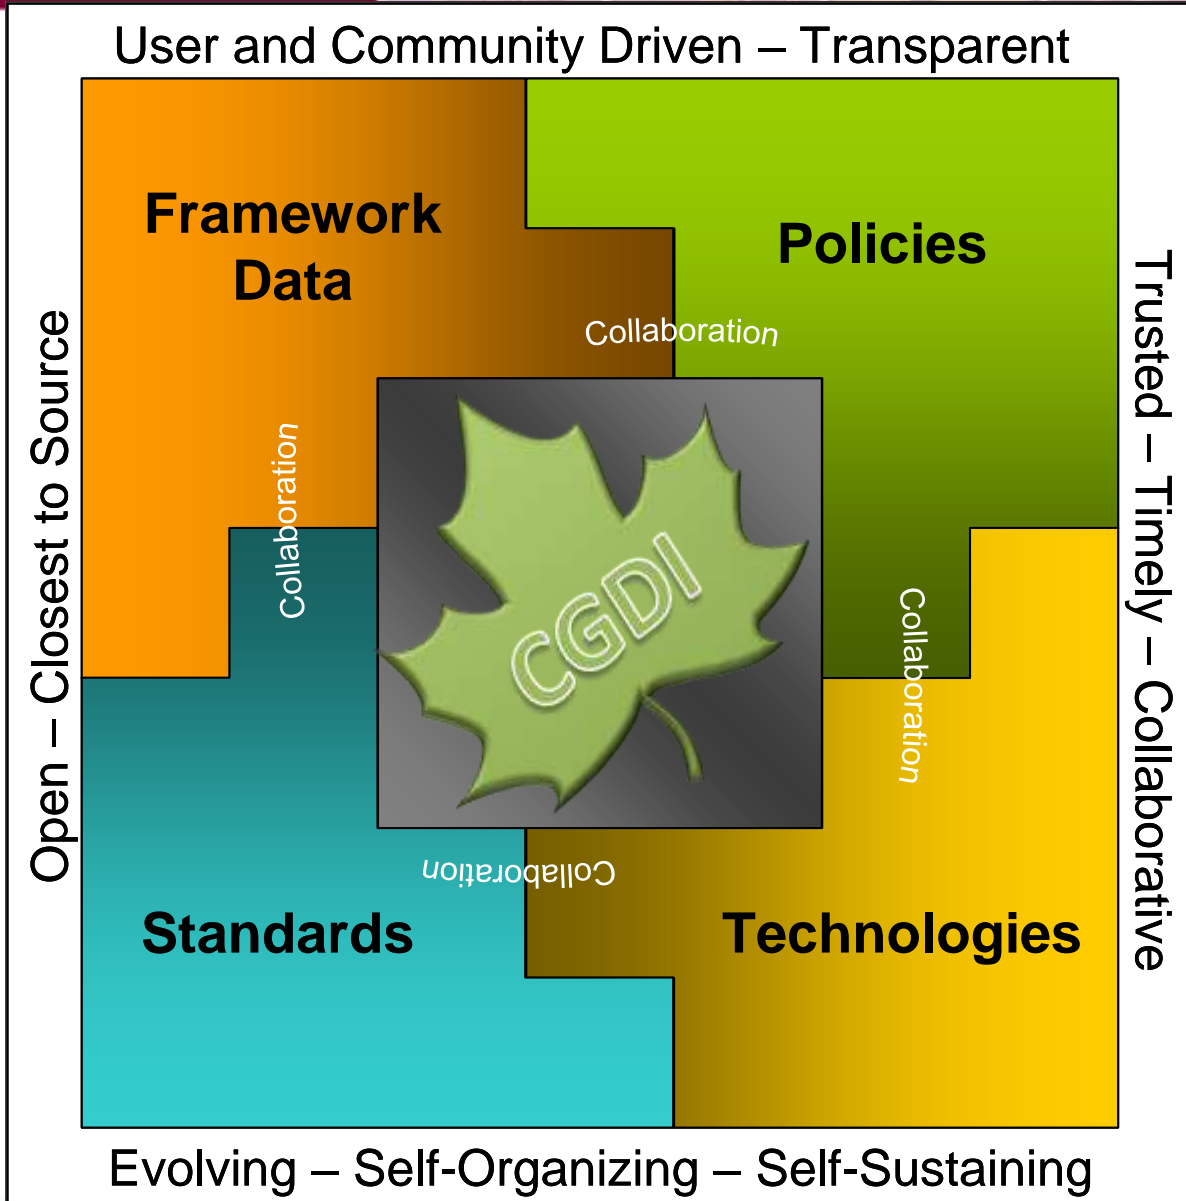 User and Community Driven – Transparent
Framework
Data
Policies
Collaboration
Open – Closest to Source
Collaboration
CGDI
Collaboration
Trusted – Timely – Collaborative
Collaboration
Standards
Technologies
Evolving – Self-Organizing – Self-Sustaining